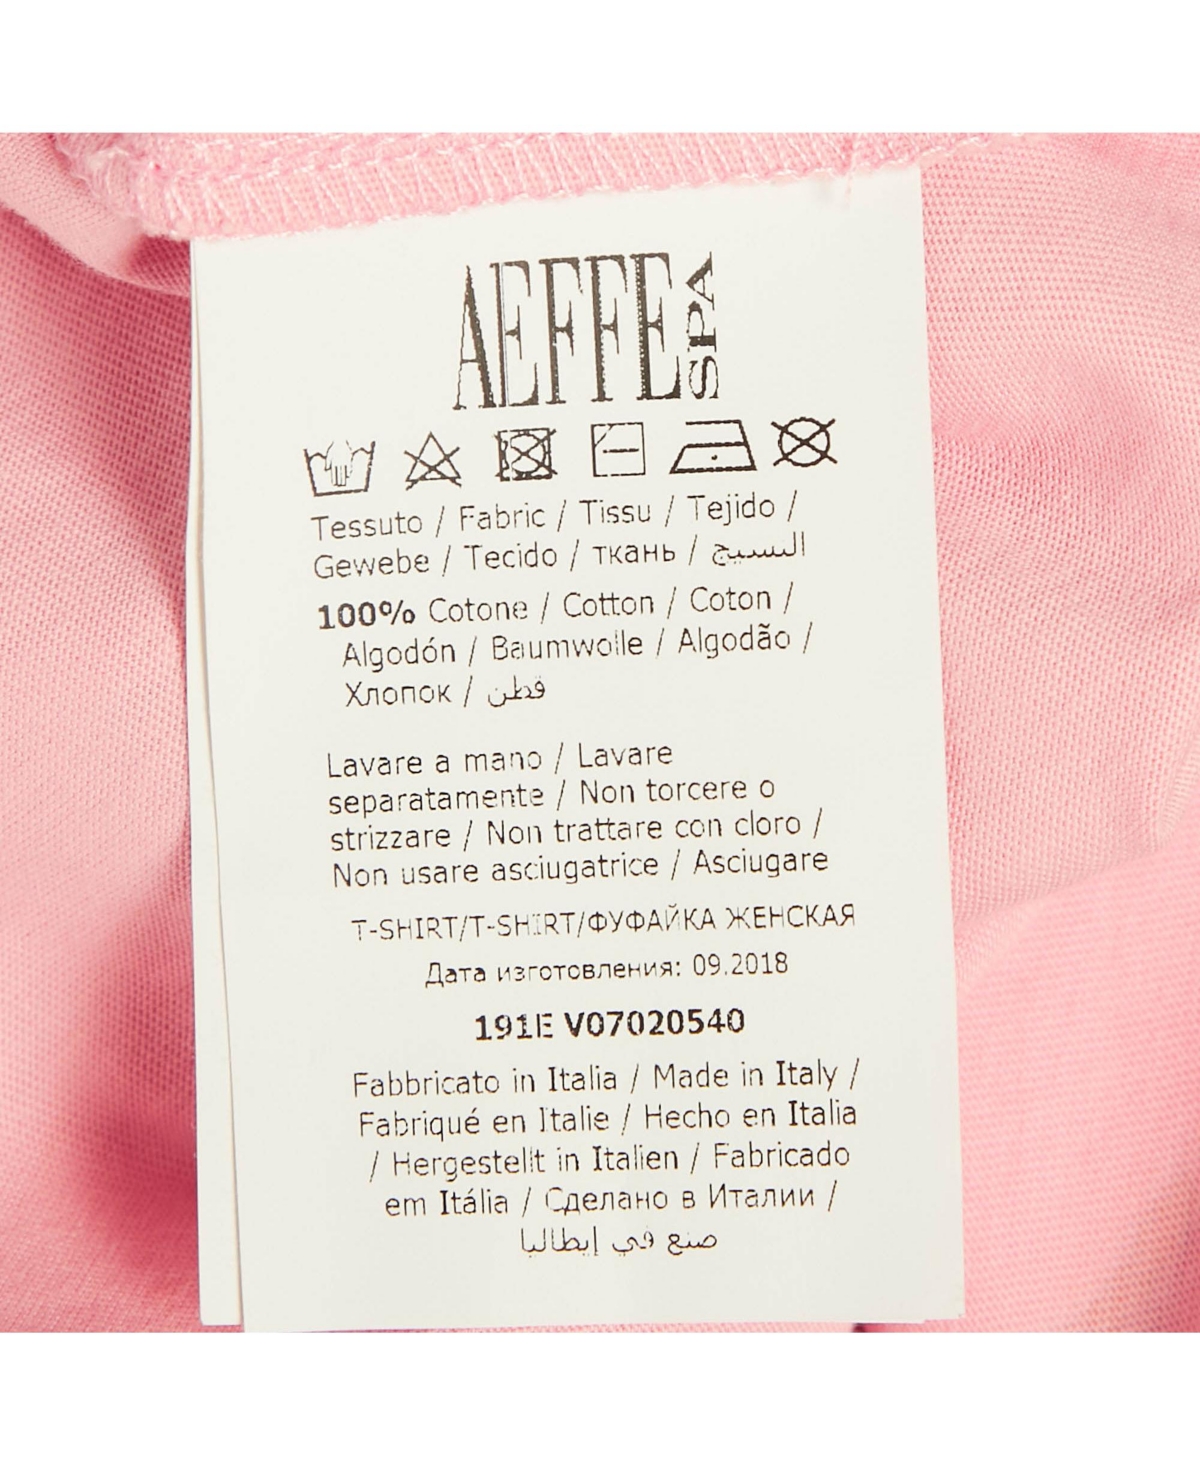 AEFFE SPA
Tessuto / Fabric / Tissu / Tejido /
Gewebe / Tecido / ткань / النسيج
100% Cotone / Cotton / Coton /
Algodón / Baumwolle / Algodão /
Хлопок / قطن
Lavare a mano / Lavare
separatamente / Non torcere o
strizzare / Non trattare con cloro /
Non usare asciugatrice / Asciugare
T-SHIRT/T-SHIRT/ФУФАЙКА ЖЕНСКАЯ
Дата изготовления: 09.2018
191E V07020540
Fabbricato in Italia / Made in Italy /
Fabriqué en Italie / Hecho en Italia
/ Hergestellt in Italien / Fabricado
em Itália / Сделано в Италии /
صنع في إيطاليا